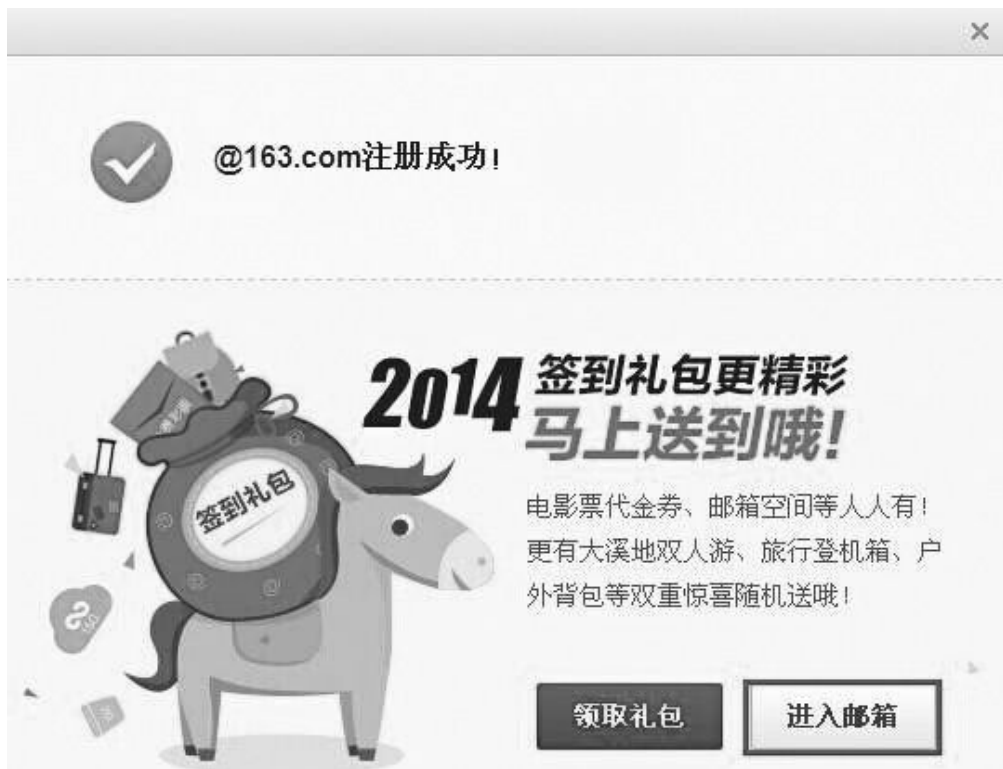 @163.com注册成功！
2014 签到礼包更精彩
马上送到哦！
签到礼包
电影票代金券、邮箱空间等人人有！
更有大溪地双人游、旅行登机箱、户
外背包等双重惊喜随机送哦！
领取礼包 进入邮箱